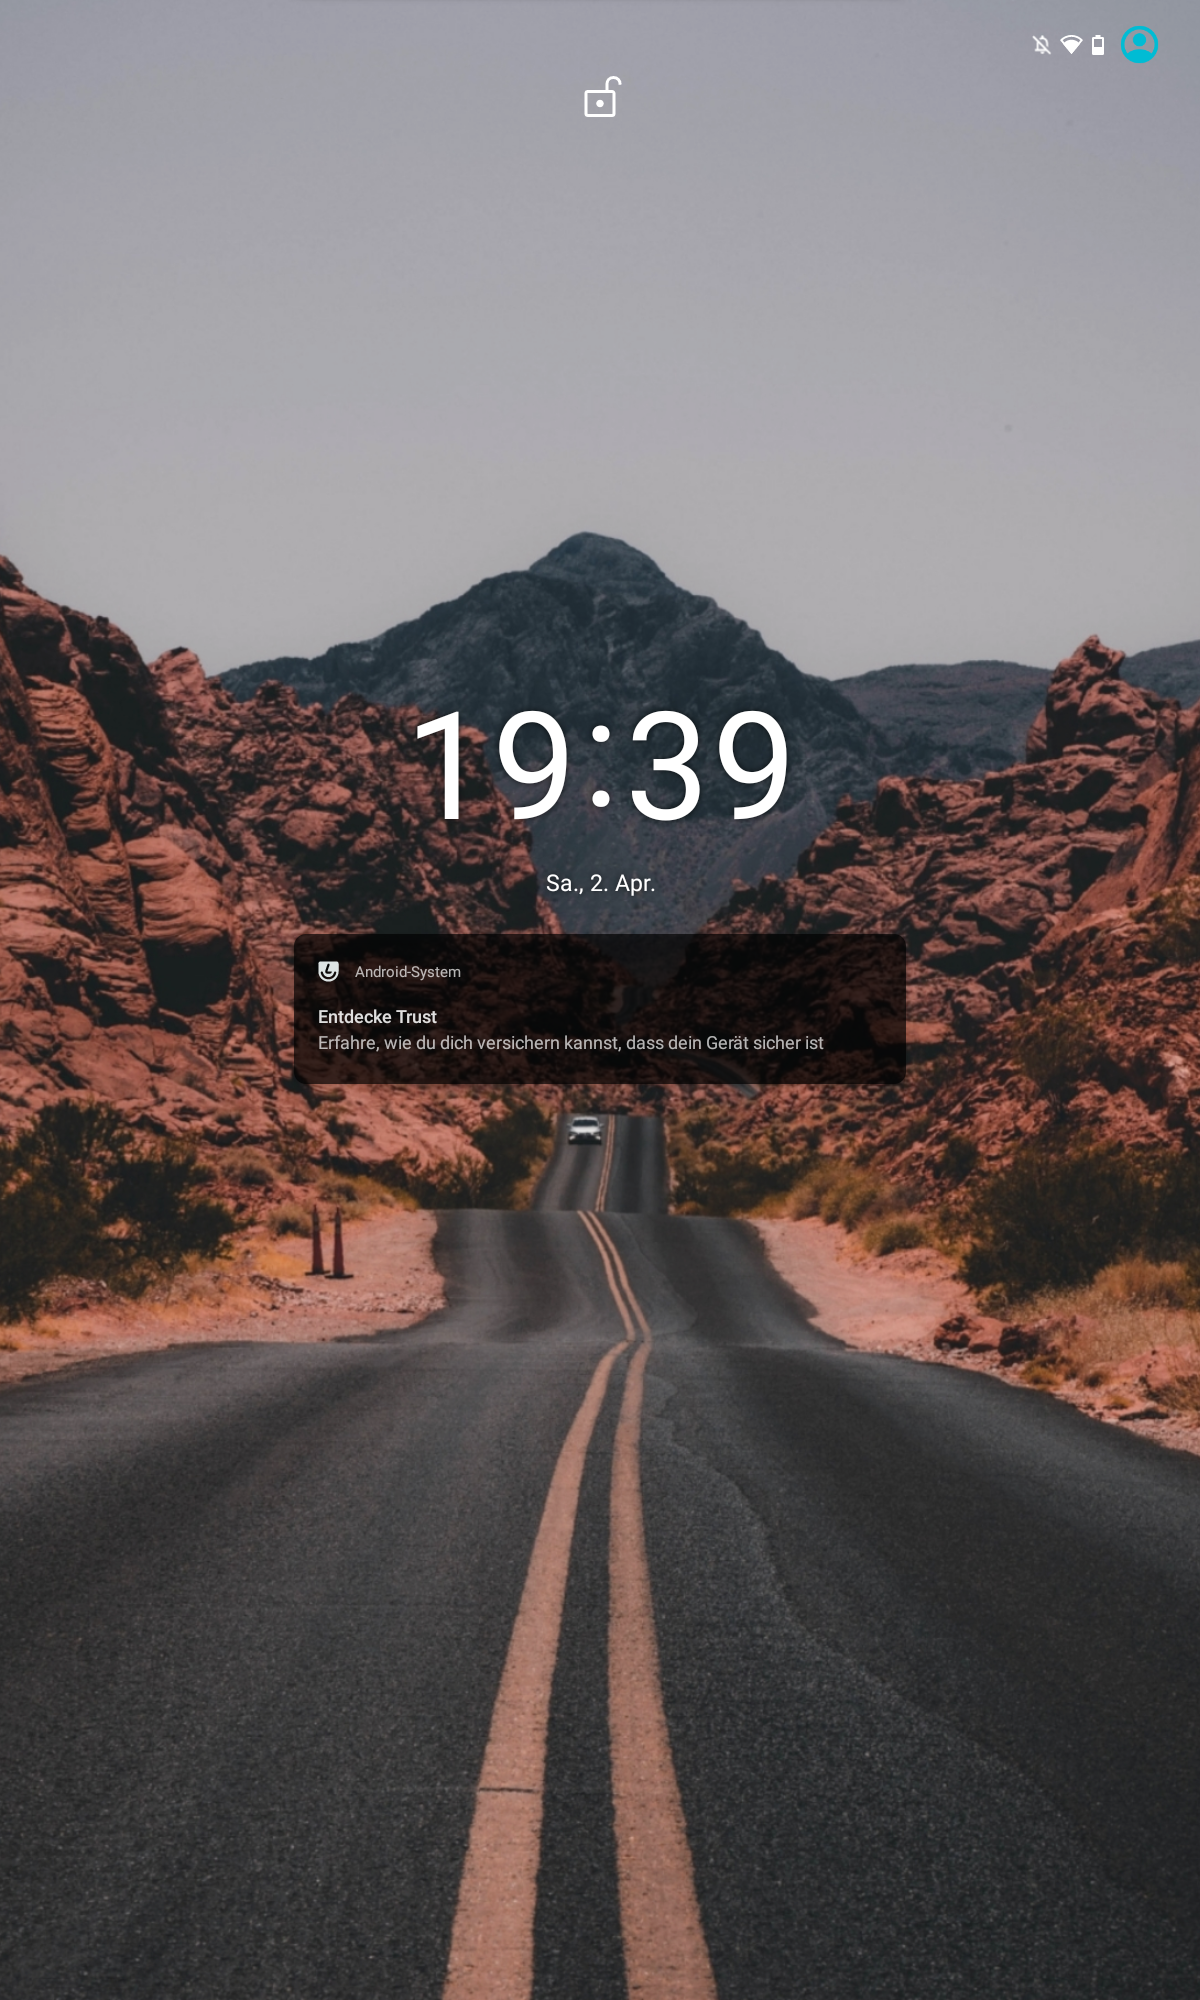 19:39
Sa., 2. Apr.
Android-System
Entdecke Trust
Erfahre, wie du dich versichern kannst, dass dein Gerät sicher ist